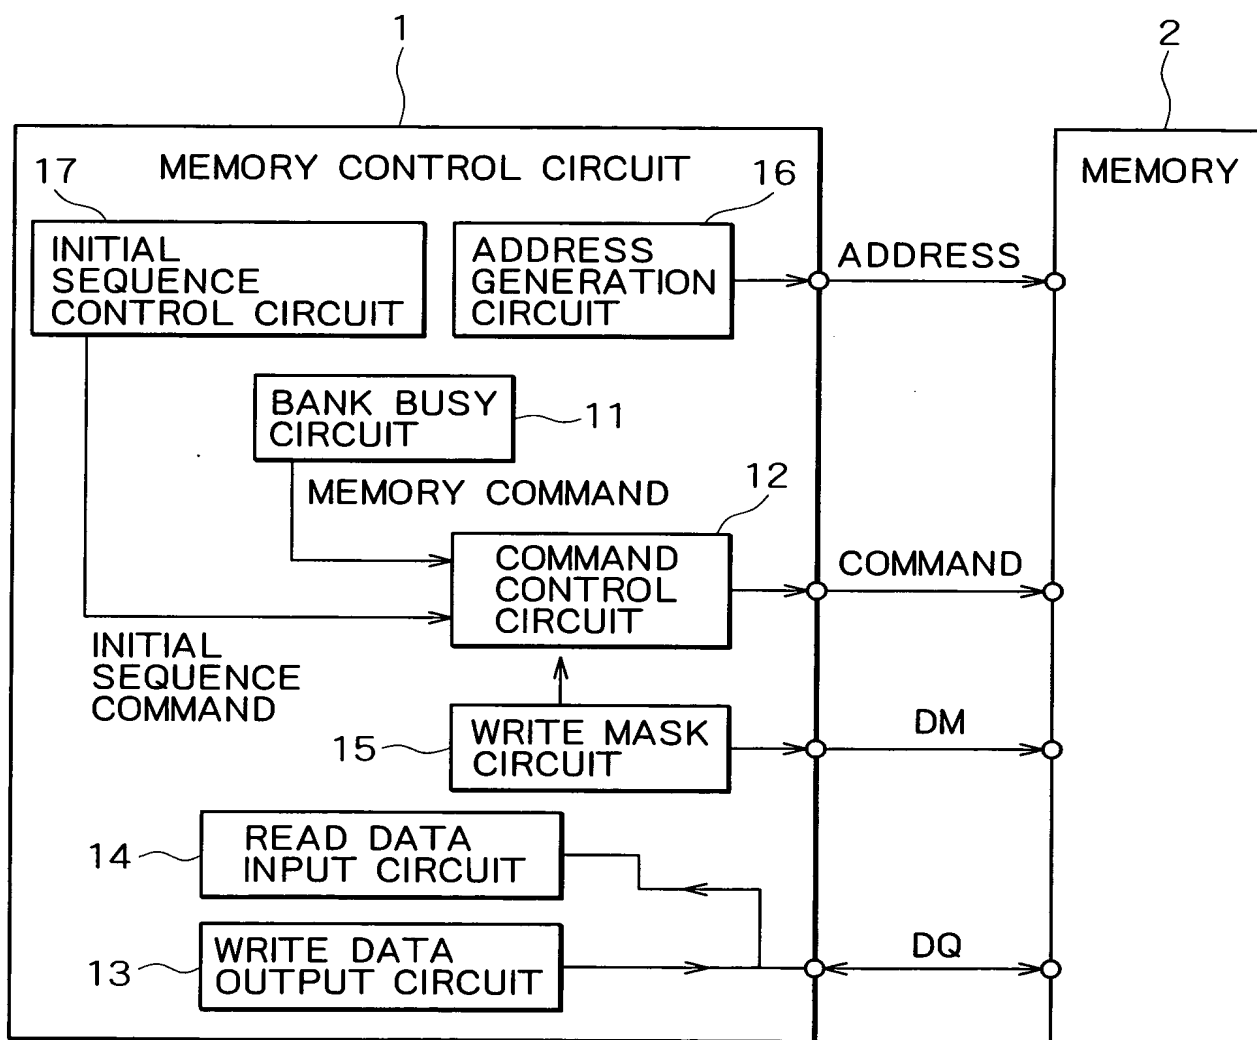 1
2
MEMORY CONTROL CIRCUIT
MEMORY
17
16
INITIAL
SEQUENCE
CONTROL CIRCUIT
ADDRESS
GENERATION
CIRCUIT
ADDRESS
BANK BUSY
CIRCUIT
11
MEMORY COMMAND
12
COMMAND
CONTROL
CIRCUIT
COMMAND
INITIAL
SEQUENCE
COMMAND
15
WRITE MASK
CIRCUIT
DM
14
READ DATA
INPUT CIRCUIT
13
WRITE DATA
OUTPUT CIRCUIT
DQ